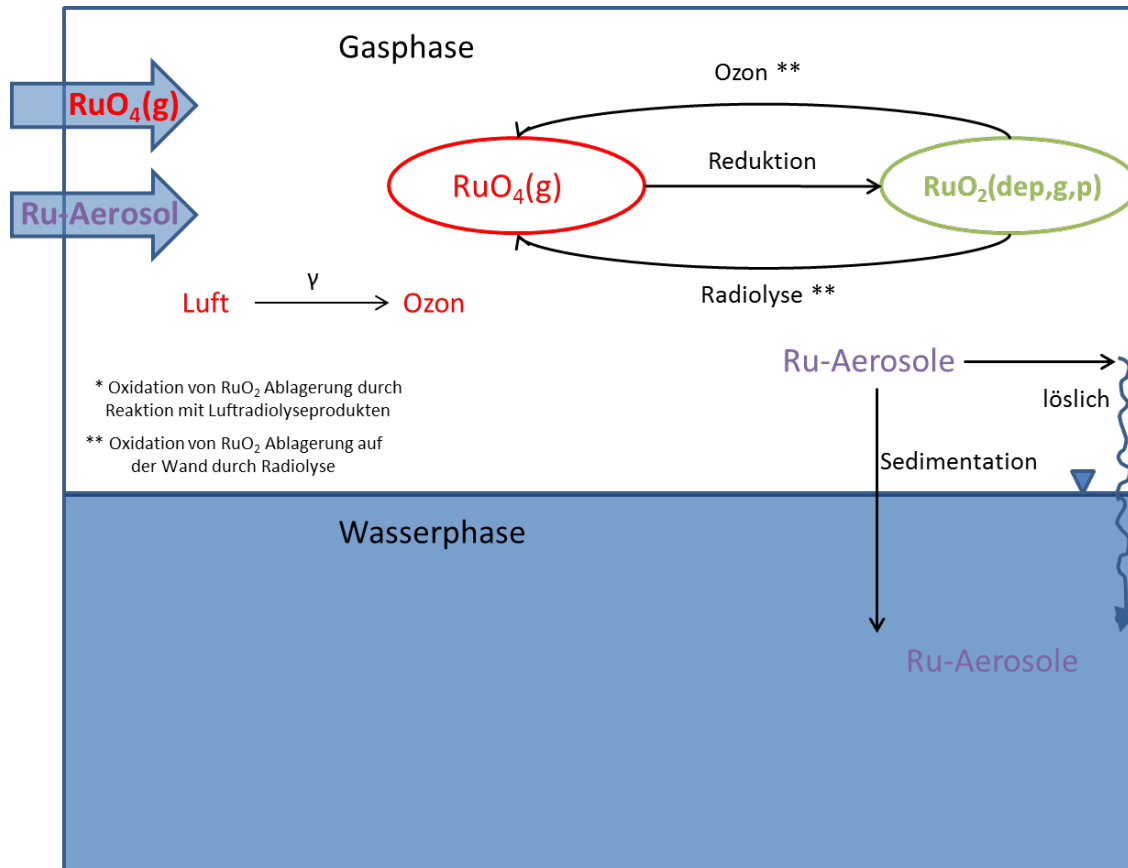 Gasphase
RuO₄(g)
Ru-Aerosol
Ozon **
RuO₄(g)
Reduktion
RuO₂(dep,g,p)
Radiolyse **
Luft
γ
Ozon
Ru-Aerosole
löslich
* Oxidation von RuO₂ Ablagerung durch
Reaktion mit Luftradiolyseprodukten
** Oxidation von RuO₂ Ablagerung auf
der Wand durch Radiolyse
Sedimentation
Wasserphase
Ru-Aerosole